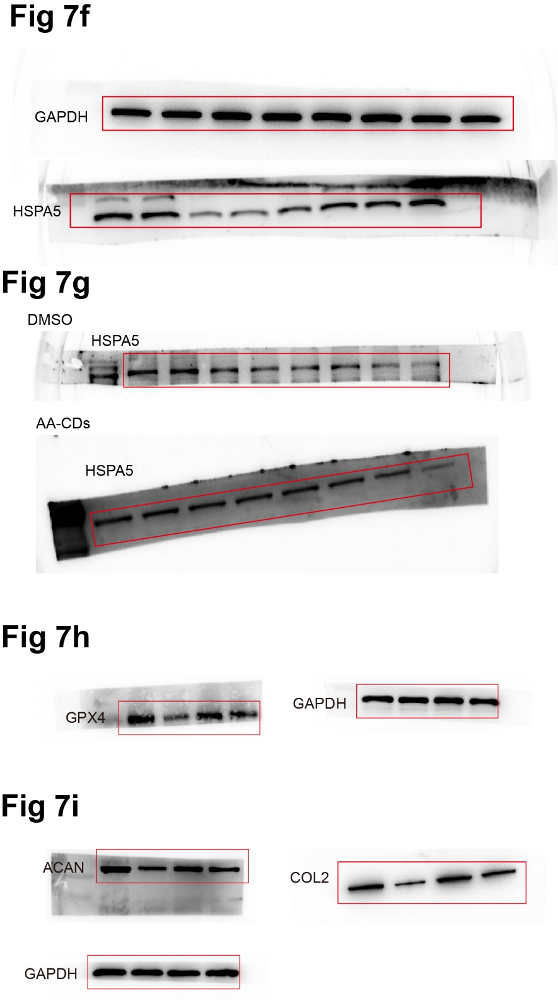 Fig 7f
GAPDH
HSPA5
Fig 7g
DMSO
HSPA5
AA-CDs
HSPA5
Fig 7h
GPX4
GAPDH
Fig 7i
ACAN
COL2
GAPDH